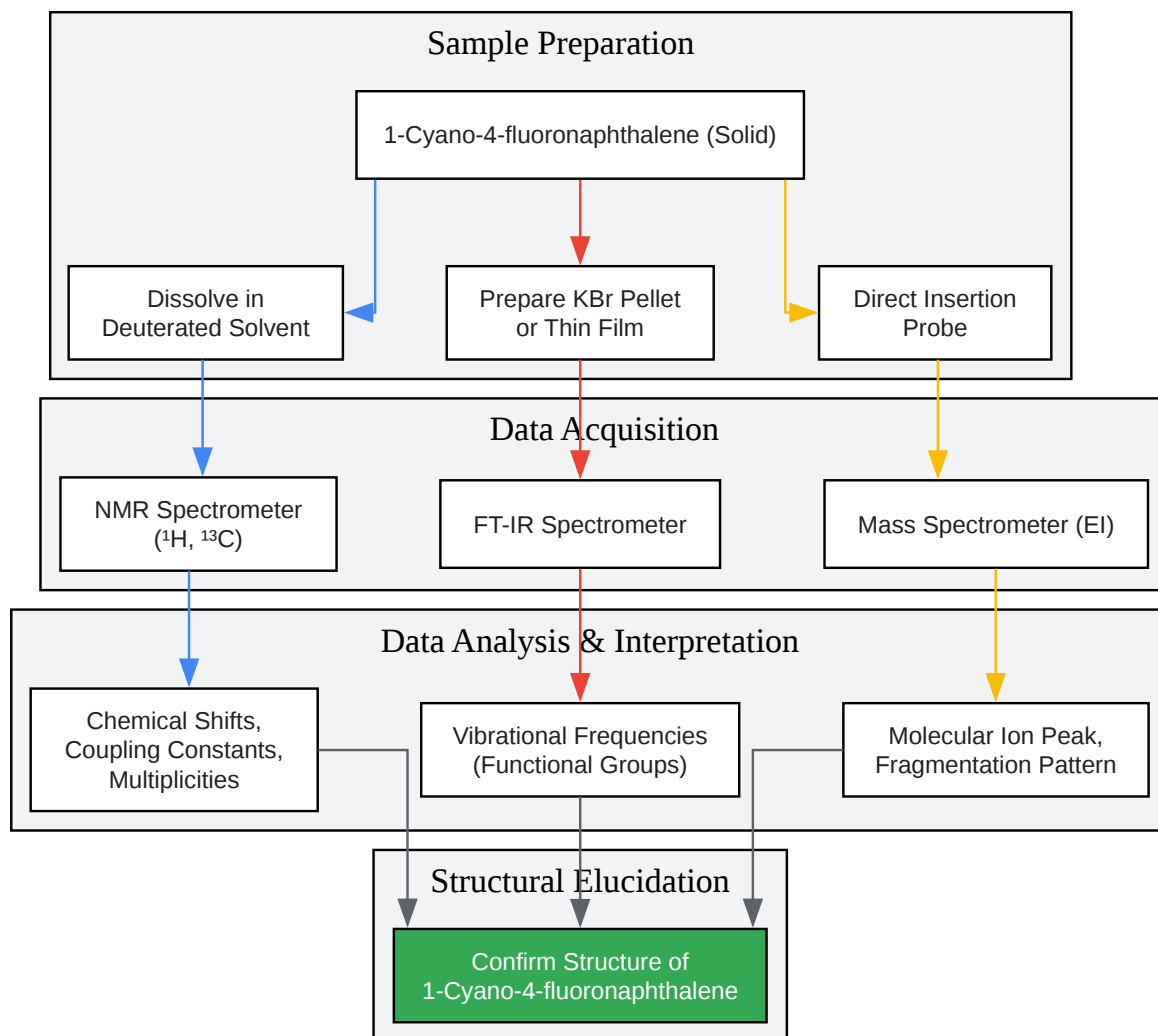 Sample Preparation
1-Cyano-4-fluoronaphthalene (Solid)
Dissolve in
Deuterated Solvent
Prepare KBr Pellet
or Thin Film
Direct Insertion
Probe
Data Acquisition
NMR Spectrometer
(¹H, ¹³C)
FT-IR Spectrometer
Mass Spectrometer (EI)
Data Analysis & Interpretation
Chemical Shifts,
Coupling Constants,
Multiplicities
Vibrational Frequencies
(Functional Groups)
Molecular Ion Peak,
Fragmentation Pattern
Structural Elucidation
Confirm Structure of
1-Cyano-4-fluoronaphthalene